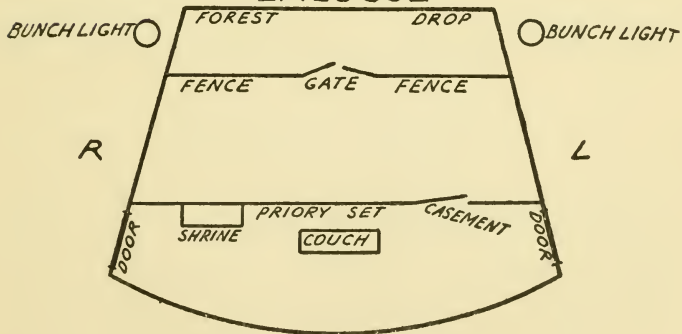 FOREST DROP
BUNCH LIGHT BUNCH LIGHT
FENCE GATE FENCE
R L
PRIORY SET CASEMENT
SHRINE COUCH
DOOR DOOR